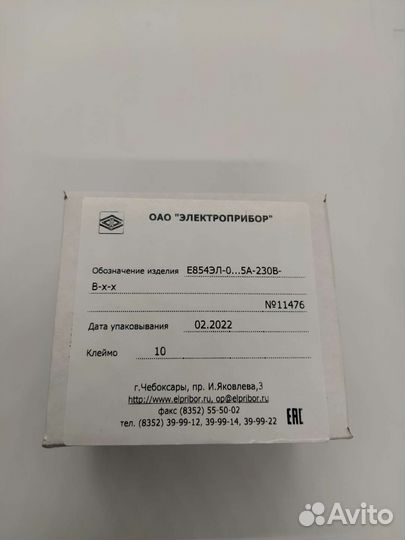 ОАО "ЭЛЕКТРОПРИБОР"
Обозначение изделия Е854ЭЛ-0...5А-230В-
В-х-х
№11476
Дата упаковывания 02.2022
Клеймо 10
г.Чебоксары, пр. И.Яковлева,3
http://www.elpribor.ru, op@elpribor.ru
факс (8352) 55-50-02
тел. (8352) 39-99-12, 39-99-14, 39-99-22
EAC
Avito